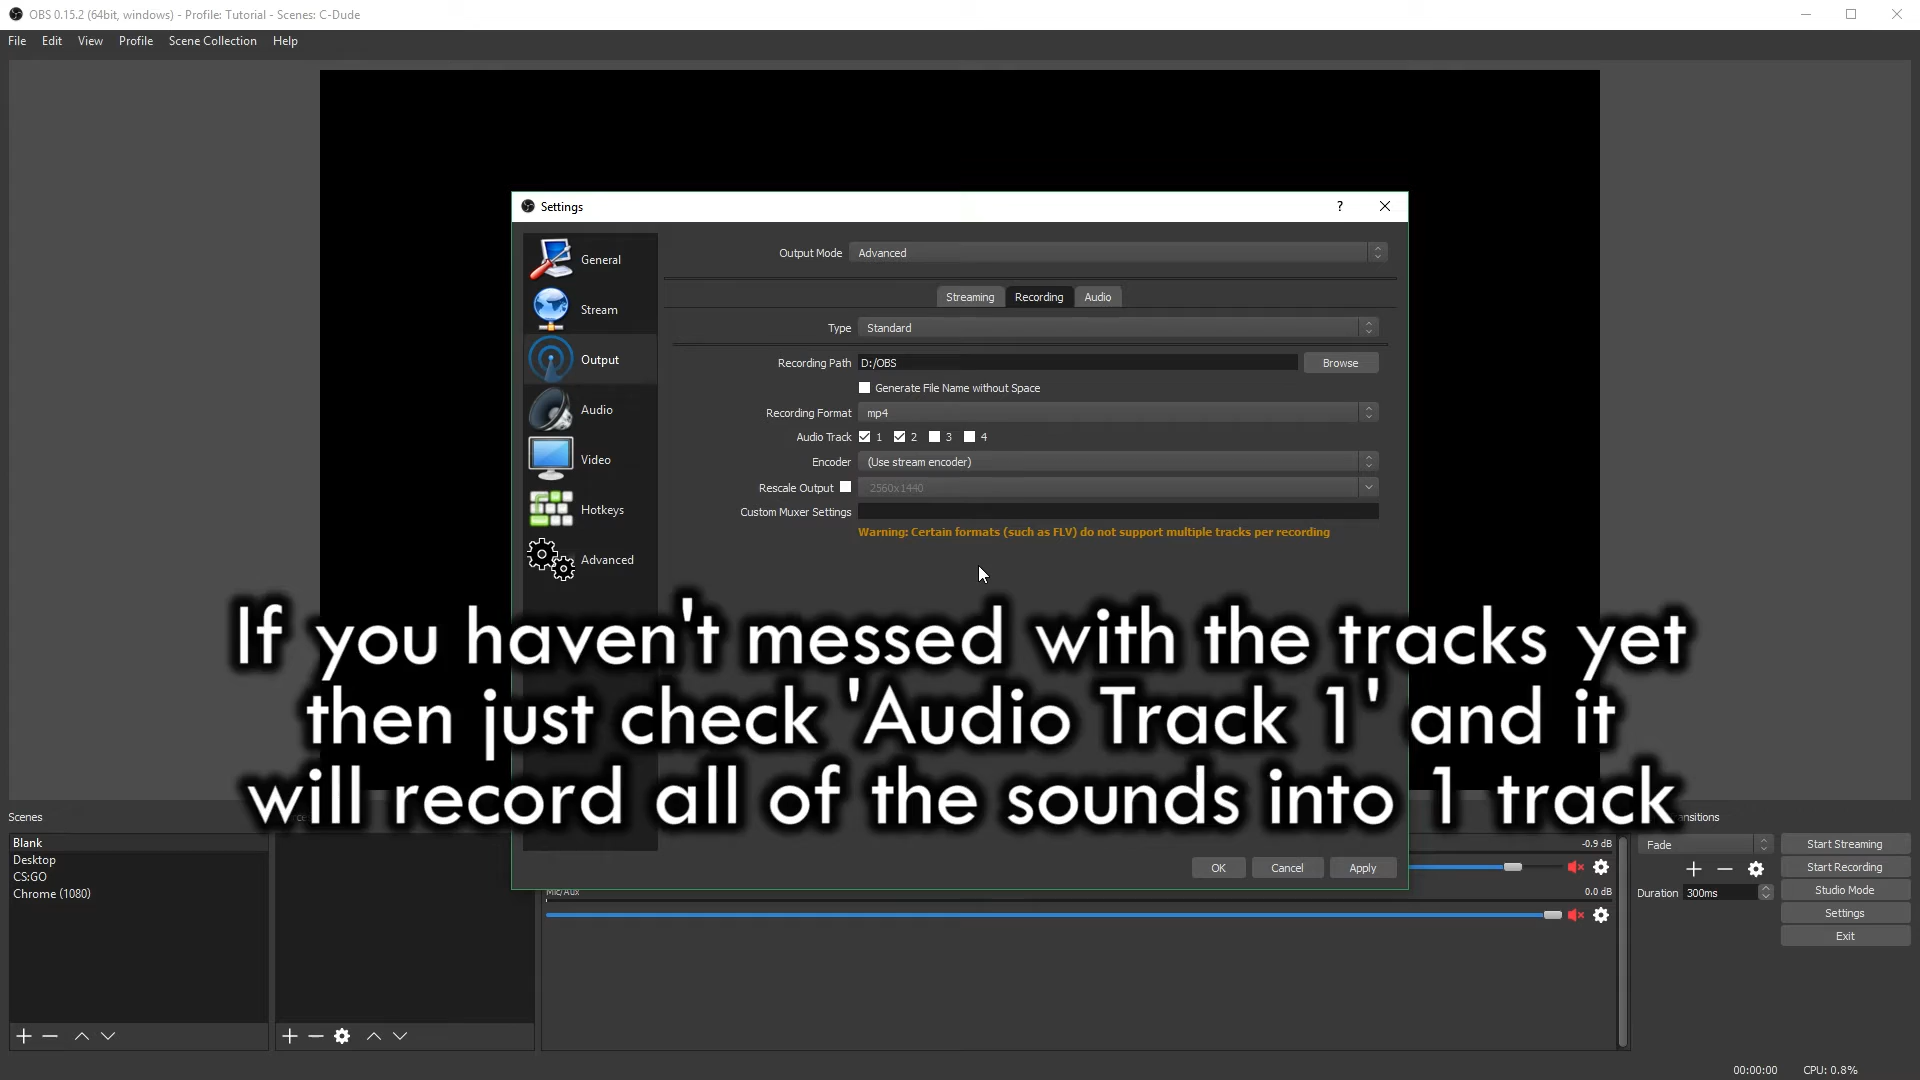 OBS 0.15.2 (64bit, windows) - Profile: Tutorial - Scenes: C-Dude
File Edit View Profile Scene Collection Help
Settings
?
General
Stream
Output
Audio
Video
Hotkeys
Advanced
Output Mode Advanced
Streaming Recording Audio
Type Standard
Recording Path D:/OBS Browse
Generate File Name without Space
Recording Format mp4
Audio Track 1 2 3 4
Encoder (Use stream encoder)
Rescale Output 2560x1440
Custom Muxer Settings
Warning: Certain formats (such as FLV) do not support multiple tracks per recording
If you haven't messed with the tracks yet
then just check 'Audio Track 1' and it
will record all of the sounds into 1 track
OK Cancel Apply
Scenes
Blank
Desktop
CS:GO
Chrome (1080)
-0.9 dB
Mic/Aux 0.0 dB
Fade
Duration 300ms
Start Streaming
Start Recording
Studio Mode
Settings
Exit
00:00:00 CPU: 0.8%